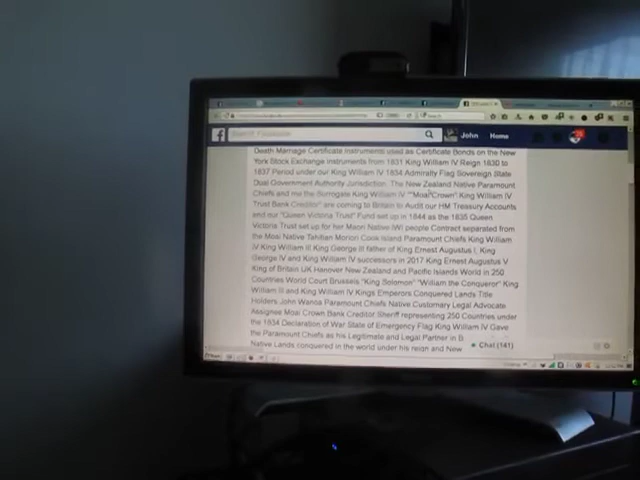 Search Facebook
John Home
Death Marriage Certificate instruments used as Certificate Bonds on the New
York Stock Exchange instruments from 1831 King William IV Reign 1830 to
1837 Period under our King William IV 1834 Admiralty Flag Sovereign State
Dual Government Authority Jurisdiction. The New Zealand Native Paramount
Chiefs and me the Surrogate King William IV "Moai Crown" King William IV
Trust Bank Creditor" are coming to Britain to Audit our HM Treasury Accounts
and our "Queen Victoria Trust" Fund set up in 1844 as the 1835 Queen
Victoria Trust set up for her Maori Native IWI people Contract separated from
the Moai Native Tahitian Moriori Cook Island Paramount Chiefs King William
IV King William III King George III father of King Ernest Augustus I, King
George IV and King William IV successors in 2017 King Ernest Augustus V
King of Britain UK Hanover New Zealand and Pacific Islands World in 250
Countries World Court Brussels "King Solomon" "William the Conqueror" King
William III and King William IV Kings Emperors Conquered Lands Title
Holders John Wanoa Paramount Chiefs Native Customary Legal Advocate
Assignee Moai Crown Bank Creditor Sheriff representing 250 Countries under
the 1834 Declaration of War State of Emergency Flag King William IV Gave
the Paramount Chiefs as his Legitimate and Legal Partner in B
Native Lands conquered in the world under his reign and New
Chat (141)